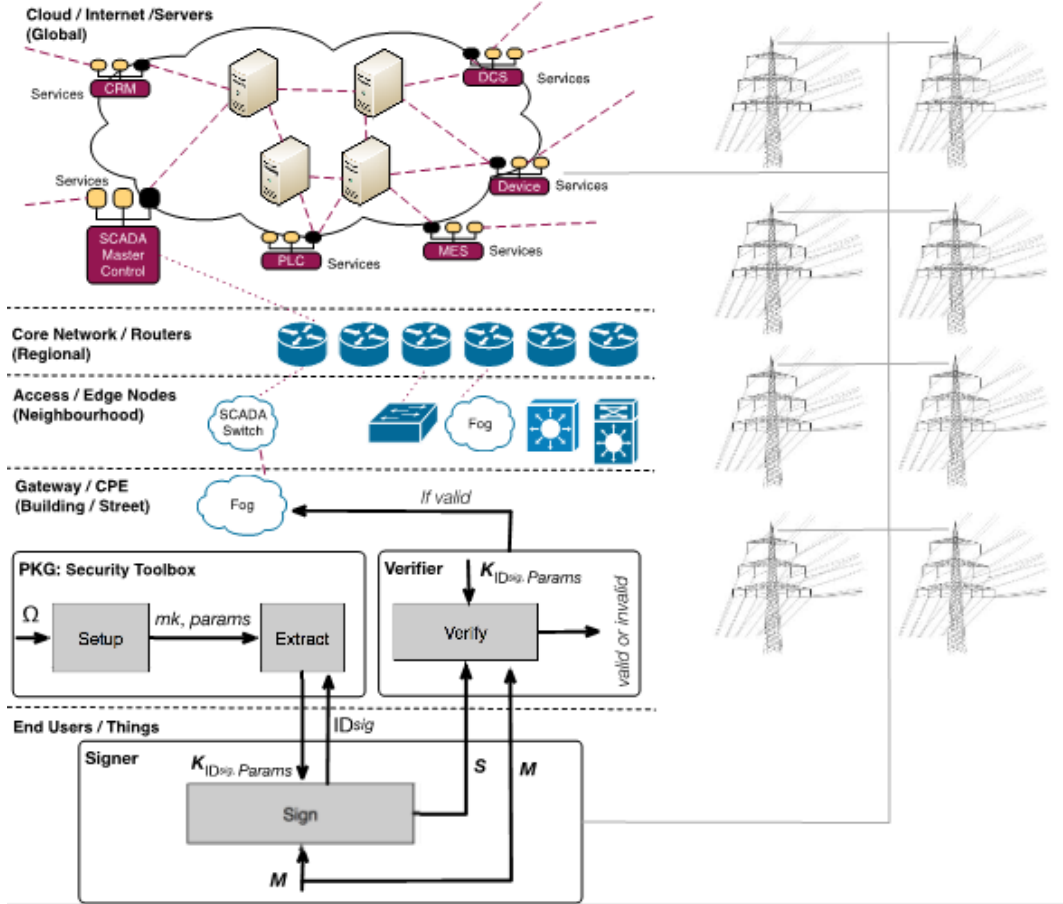 Cloud / Internet /Servers
(Global)
CRM
Services
DCS
Services
Services
Device
Services
SCADA
Master
Control
PLC
Services
MES
Services
Core Network / Routers
(Regional)
Access / Edge Nodes
(Neighbourhood)
SCADA
Switch
Fog
Gateway / CPE
(Building / Street)
Fog
If valid
PKG: Security Toolbox
Ω
Setup
mk, params
Extract
Verifier
K IDsig, Params
Verify
valid or invalid
End Users / Things
IDsig
Signer
K IDsig, Params
S
M
Sign
M